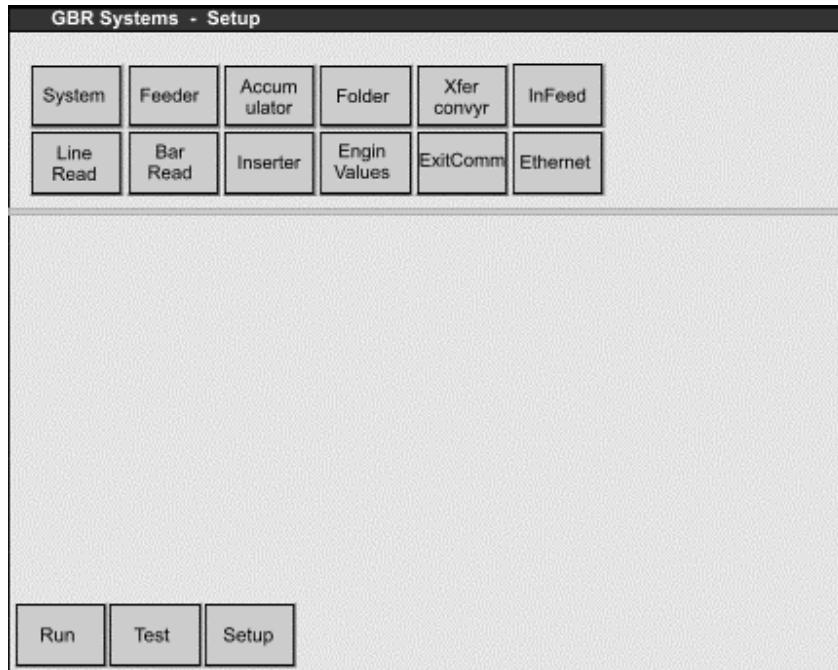 GBR Systems - Setup
System Feeder Accum Folder Xfer InFeed
ulator convyr
Line Bar Inserter Engin ExitComm Ethernet
Read Read Values
Run Test Setup